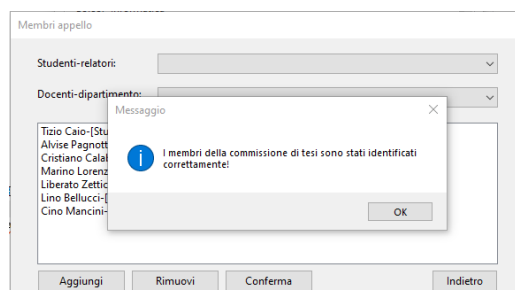 Membri appello
Studenti-relatori:
Docenti-dipartimento:
Messaggio
I membri della commissione di tesi sono stati identificati
correttamente!
OK
Tizio Caio-[Stu
Alvise Pagnott
Cristiano Calal
Marino Lorenz
Liberato Zettic
Lino Bellucci-[
Cino Mancini-
Aggiungi
Rimuovi
Conferma
Indietro